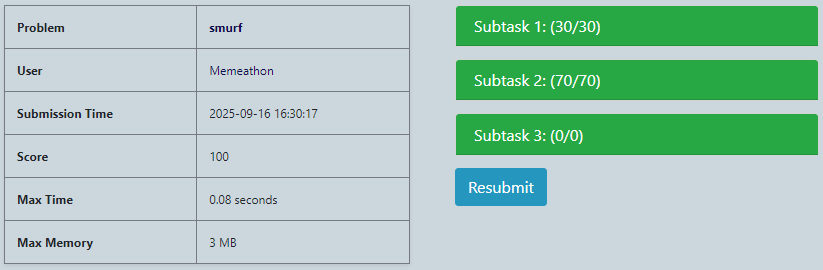 Problem smurf
User Memeathon
Submission Time 2025-09-16 16:30:17
Score 100
Max Time 0.08 seconds
Max Memory 3 MB
Subtask 1: (30/30)
Subtask 2: (70/70)
Subtask 3: (0/0)
Resubmit